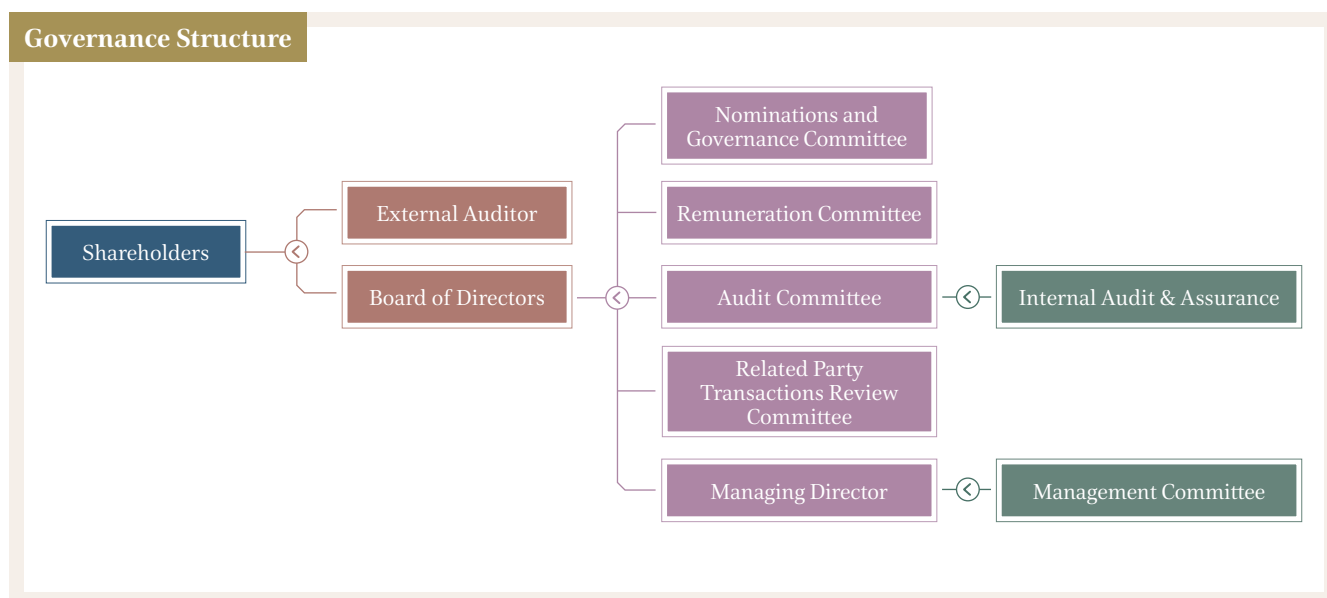 Governance Structure
Nominations and
Governance Committee
External Auditor
Remuneration Committee
Shareholders
Board of Directors
Audit Committee
Internal Audit & Assurance
Related Party
Transactions Review
Committee
Managing Director
Management Committee